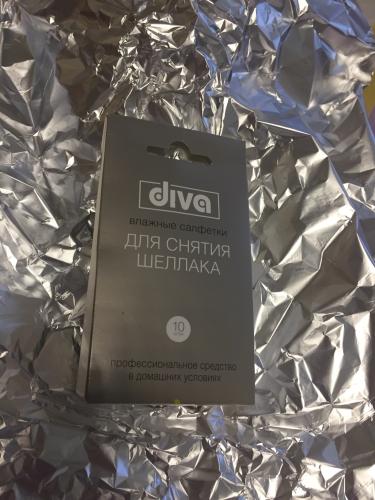 diva
влажные салфетки
ДЛЯ СНЯТИЯ
ШЕЛЛАКА
10
профессиональное средство
в домашних условиях